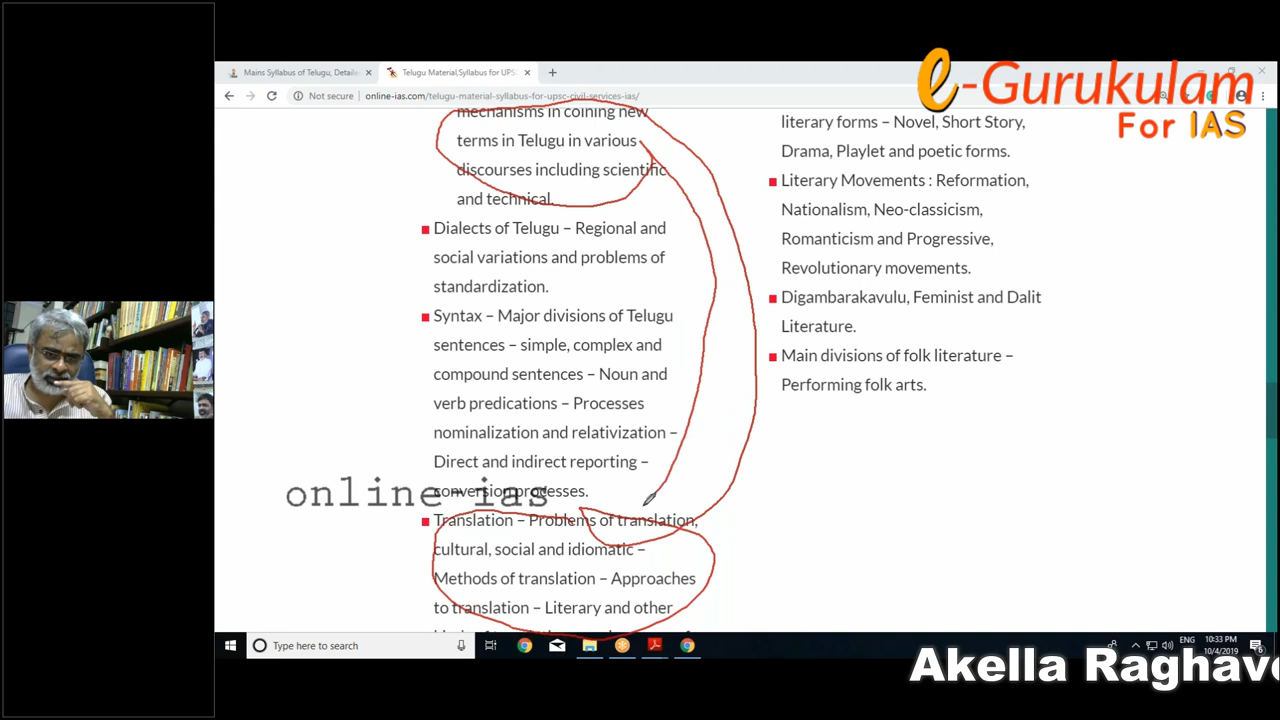 e-Gurukulam
For IAS
Mains Syllabus of Telugu, Detaile
Telugu Material,Syllabus for UPS
Not secure
online-ias.com/telugu-material-syllabus-for-upsc-civil-services-ias/
mechanisms in coining new
terms in Telugu in various
discourses including scientific
and technical.
Dialects of Telugu – Regional and
social variations and problems of
standardization.
Syntax – Major divisions of Telugu
sentences – simple, complex and
compound sentences – Noun and
verb predications – Processes
nominalization and relativization –
Direct and indirect reporting –
conversion processes.
Translation – Problems of translation,
cultural, social and idiomatic –
Methods of translation – Approaches
to translation – Literary and other
literary forms – Novel, Short Story,
Drama, Playlet and poetic forms.
Literary Movements : Reformation,
Nationalism, Neo-classicism,
Romanticism and Progressive,
Revolutionary movements.
Digambarakavulu, Feminist and Dalit
Literature.
Main divisions of folk literature –
Performing folk arts.
online-ias
Type here to search
ENG
10:33 PM
10/4/2019
Akella Raghave